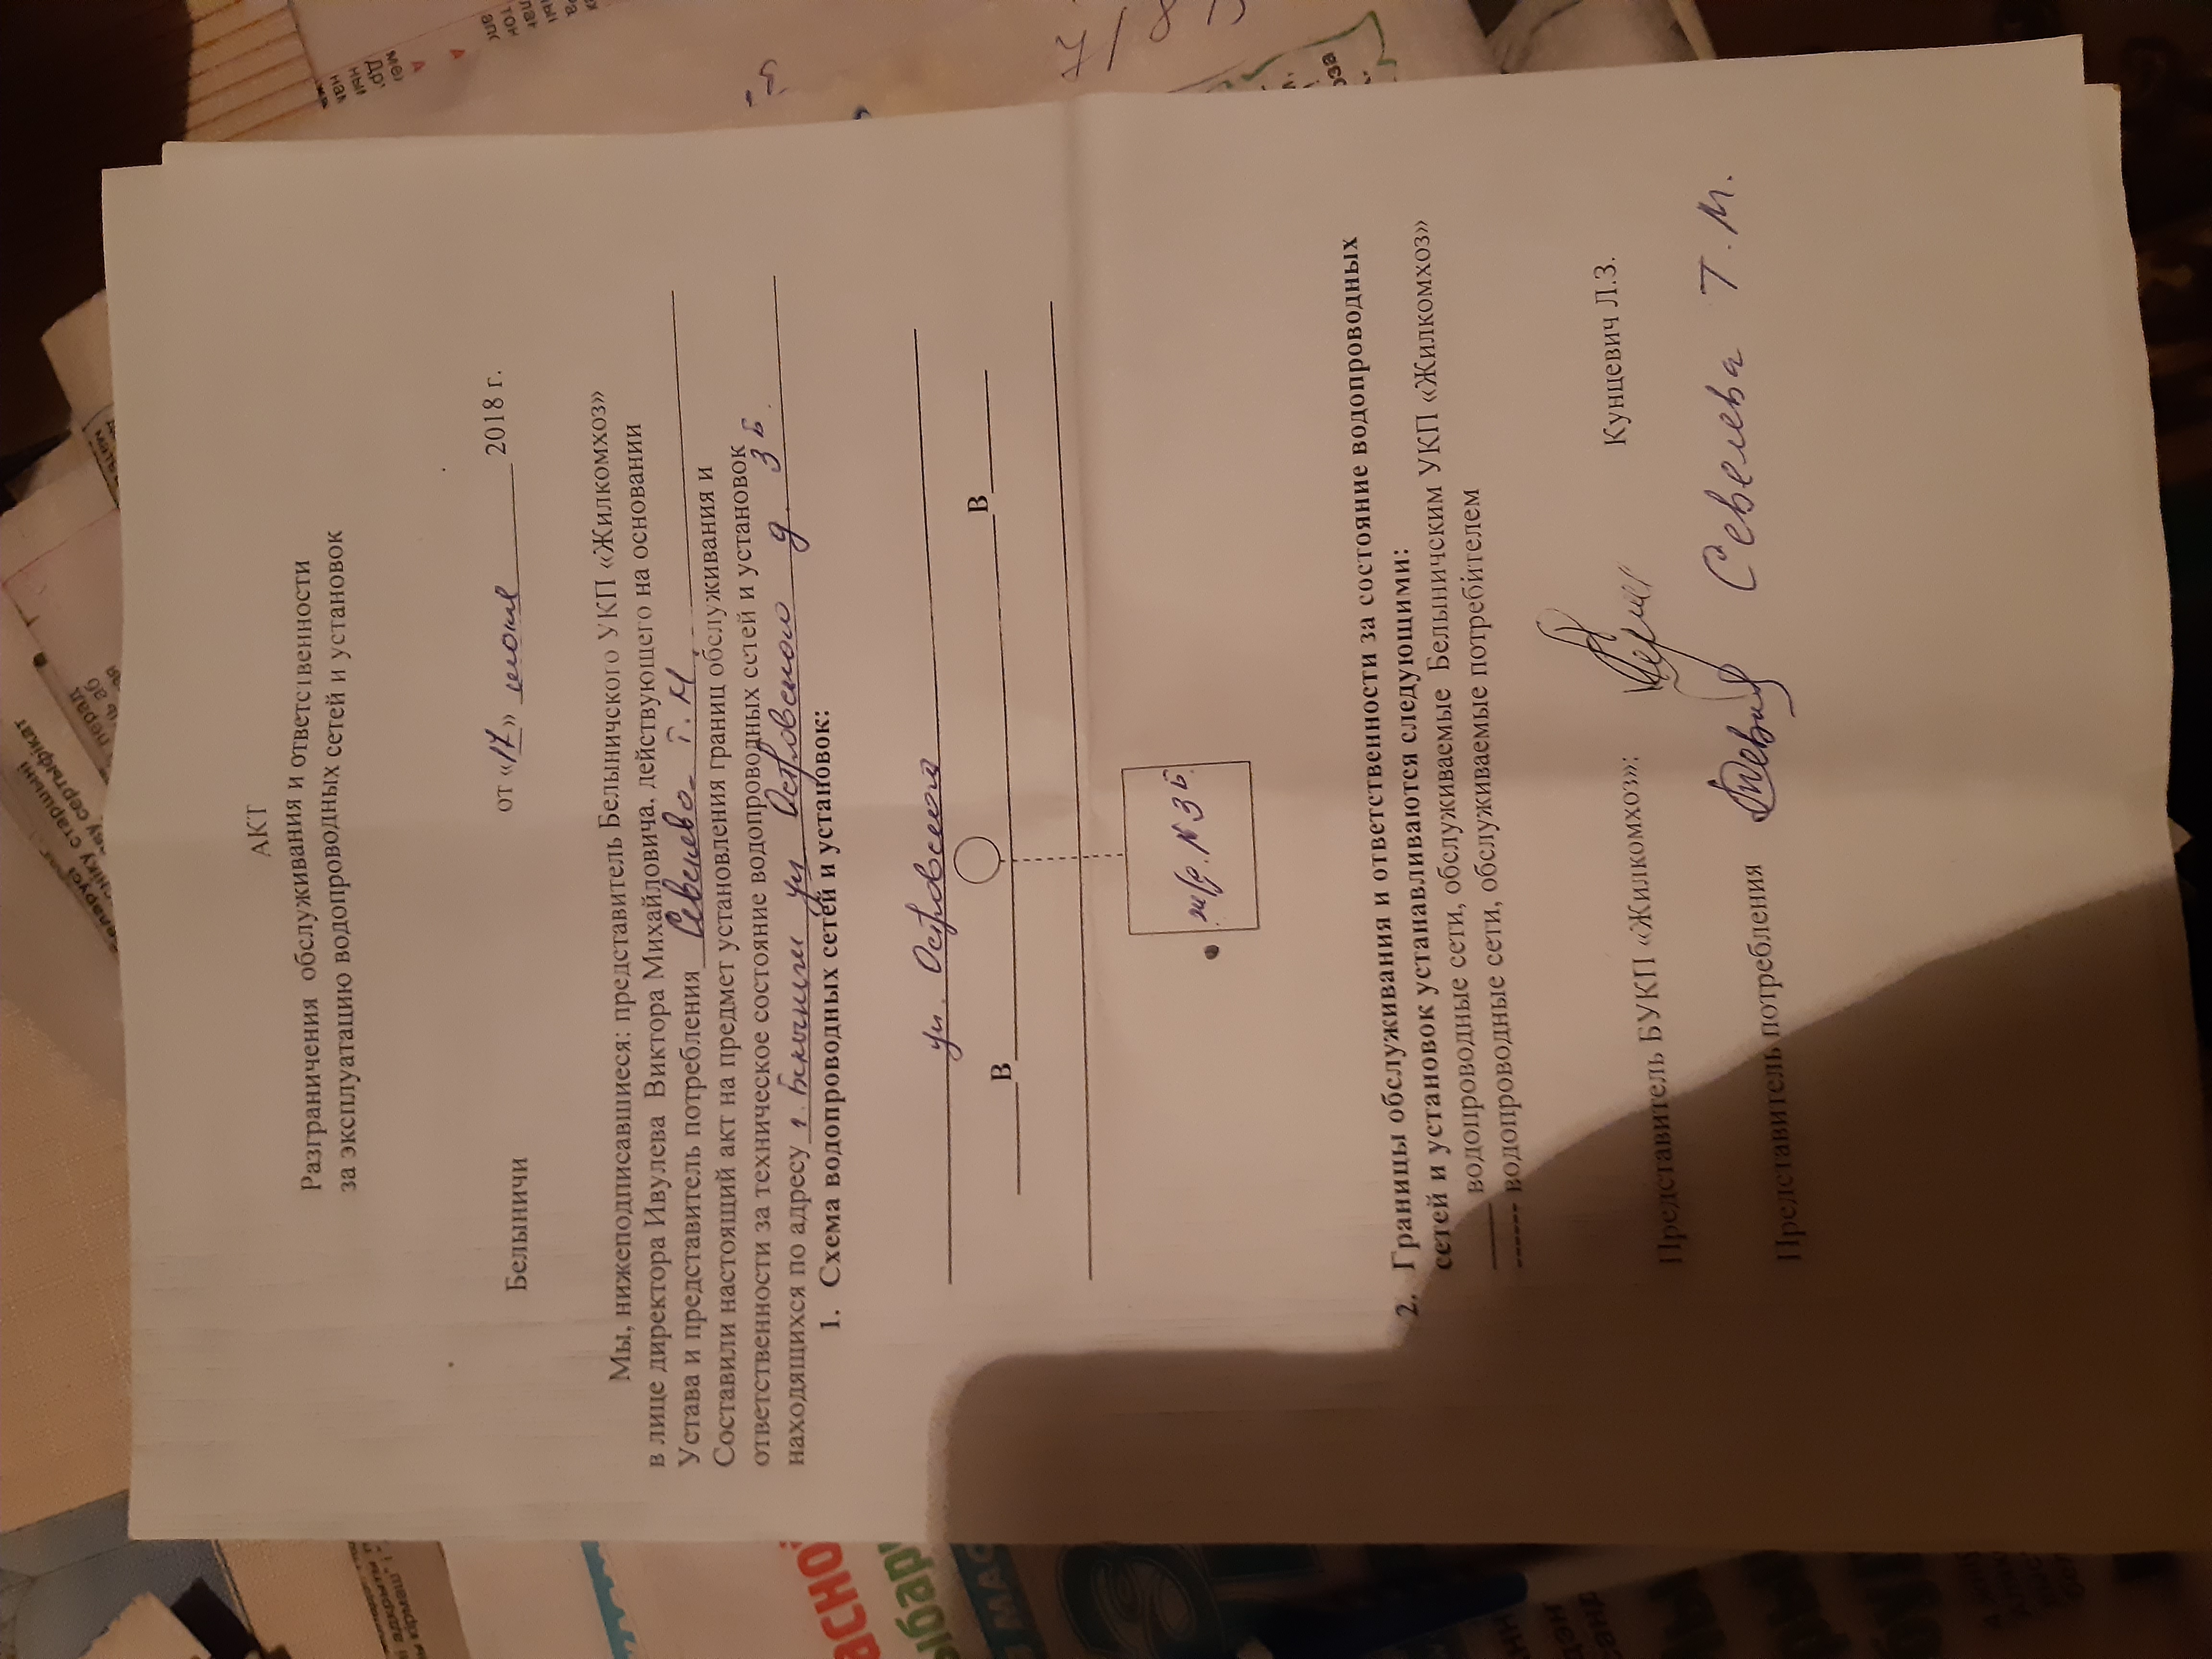 АКТ
Разграничения обслуживания и ответственности
за эксплуатацию водопроводных сетей и установок
Белыничи от «17» июля 2018 г.
Мы, нижеподписавшиеся: представитель Белыничского УКП «Жилкомхоз»
в лице директора Ивулева Виктора Михайловича, действующего на основании
Устава и представитель потребления Севелева Т.М.
Составили настоящий акт на предмет установления границ обслуживания и
ответственности за техническое состояние водопроводных сетей и установок
находящихся по адресу г. Белыничи ул Островского д 3Б.
1. Схема водопроводных сетей и установок:
ул. Островского
В В
ж/д. №3Б
2. Границы обслуживания и ответственности за состояние водопроводных
сетей и установок устанавливаются следующими:
водопроводные сети, обслуживаемые Белыничским УКП «Жилкомхоз»
------ водопроводные сети, обслуживаемые потребителем
Представитель БУКП «Жилкомхоз»: Кунцевич Л.З.
Представитель потребления Севелева Т.М.